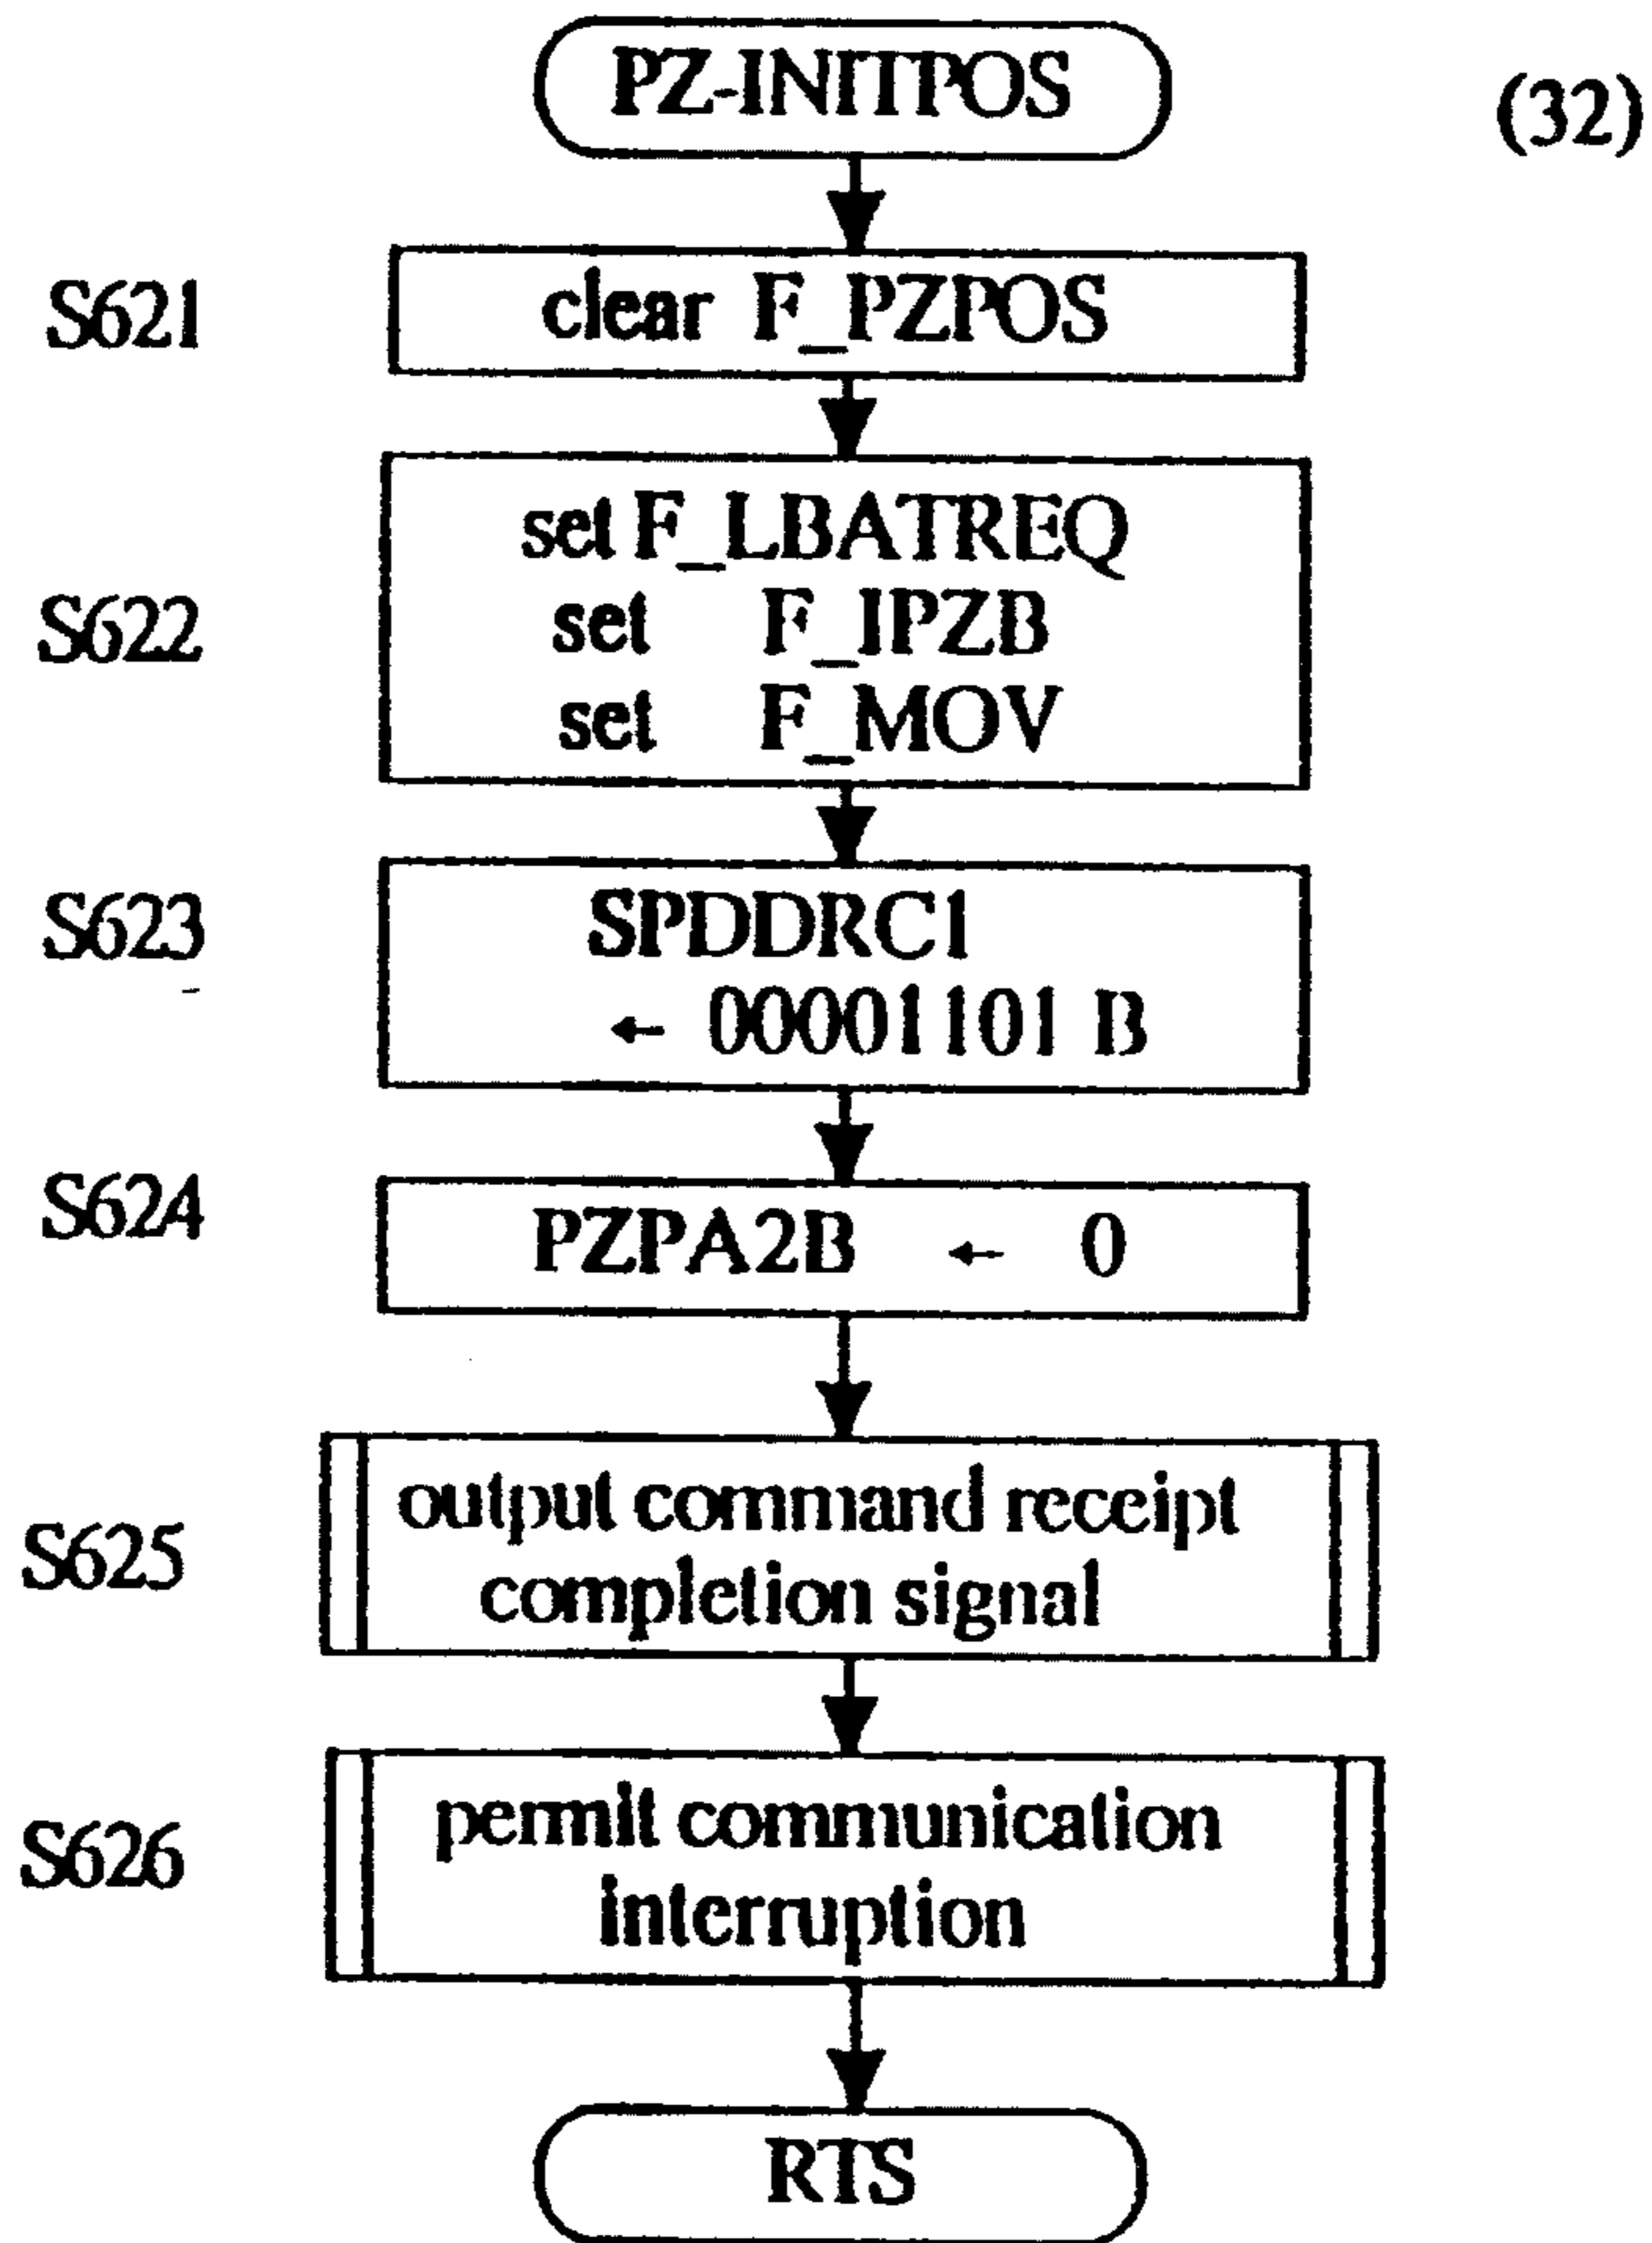 PZ-INITPOS
(32)
S621
clear F_PZPOS
S622
set F_LBATREQ
set F_IPZB
set F_MOV
S623
SPDDRC1
← 00001101 B
S624
PZPA2B ← 0
S625
output command receipt
completion signal
S626
permit communication
interruption
RTS